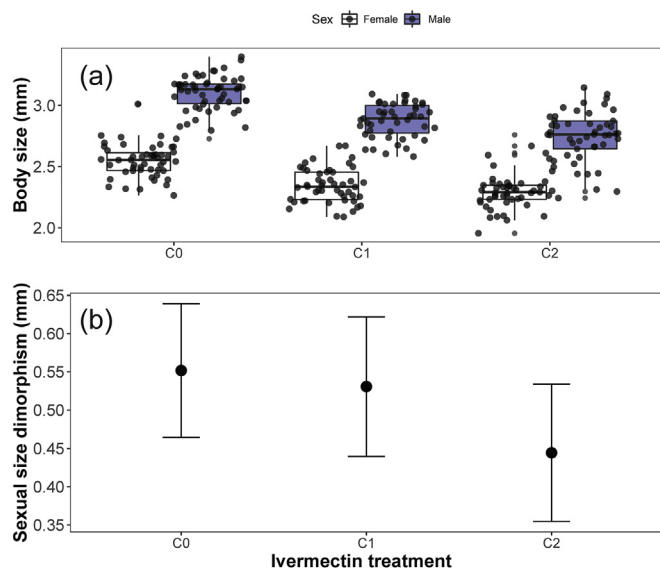 Sex Female Male
(a)
Body size (mm)
3.0
2.5
2.0
C0 C1 C2
(b)
Sexual size dimorphism (mm)
0.65
0.60
0.55
0.50
0.45
0.40
0.35
C0 C1 C2
Ivermectin treatment